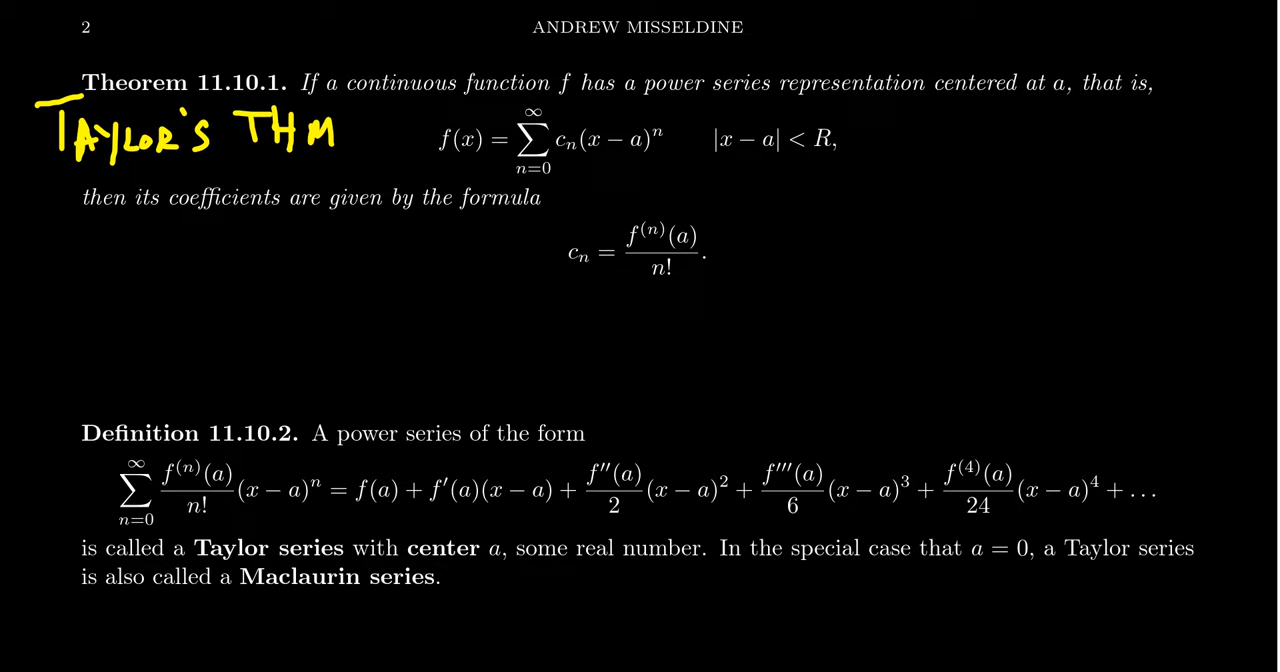 2 ANDREW MISSELDINE
Theorem 11.10.1. If a continuous function f has a power series representation centered at a, that is,
TAYLOR'S THM
f(x) = ∑_{n=0}^{∞} c_n(x − a)^n |x − a| < R,
then its coefficients are given by the formula
c_n = f^{(n)}(a) / n! .
Definition 11.10.2. A power series of the form
∑_{n=0}^{∞} f^{(n)}(a)/n! (x − a)^n = f(a) + f′(a)(x − a) + f″(a)/2 (x − a)^2 + f‴(a)/6 (x − a)^3 + f^{(4)}(a)/24 (x − a)^4 + . . .
is called a Taylor series with center a, some real number. In the special case that a = 0, a Taylor series
is also called a Maclaurin series.